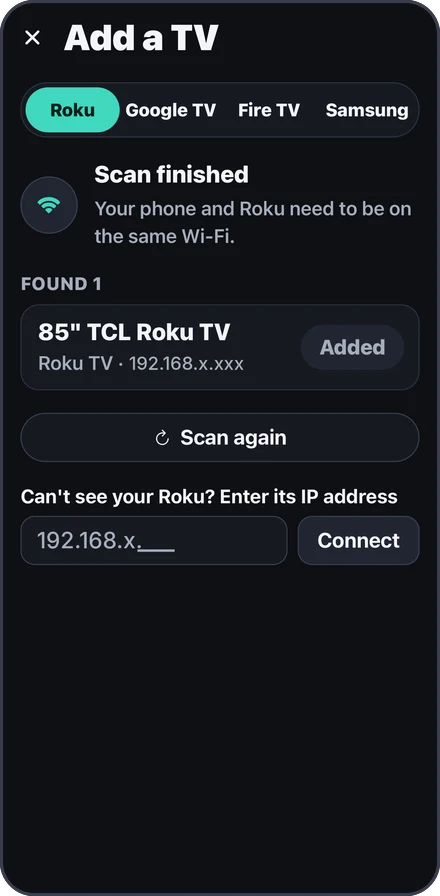 × Add a TV
Roku Google TV Fire TV Samsung
Scan finished
Your phone and Roku need to be on
the same Wi-Fi.
FOUND 1
85" TCL Roku TV
Roku TV · 192.168.x.xxx
Added
Scan again
Can't see your Roku? Enter its IP address
192.168.x.___
Connect